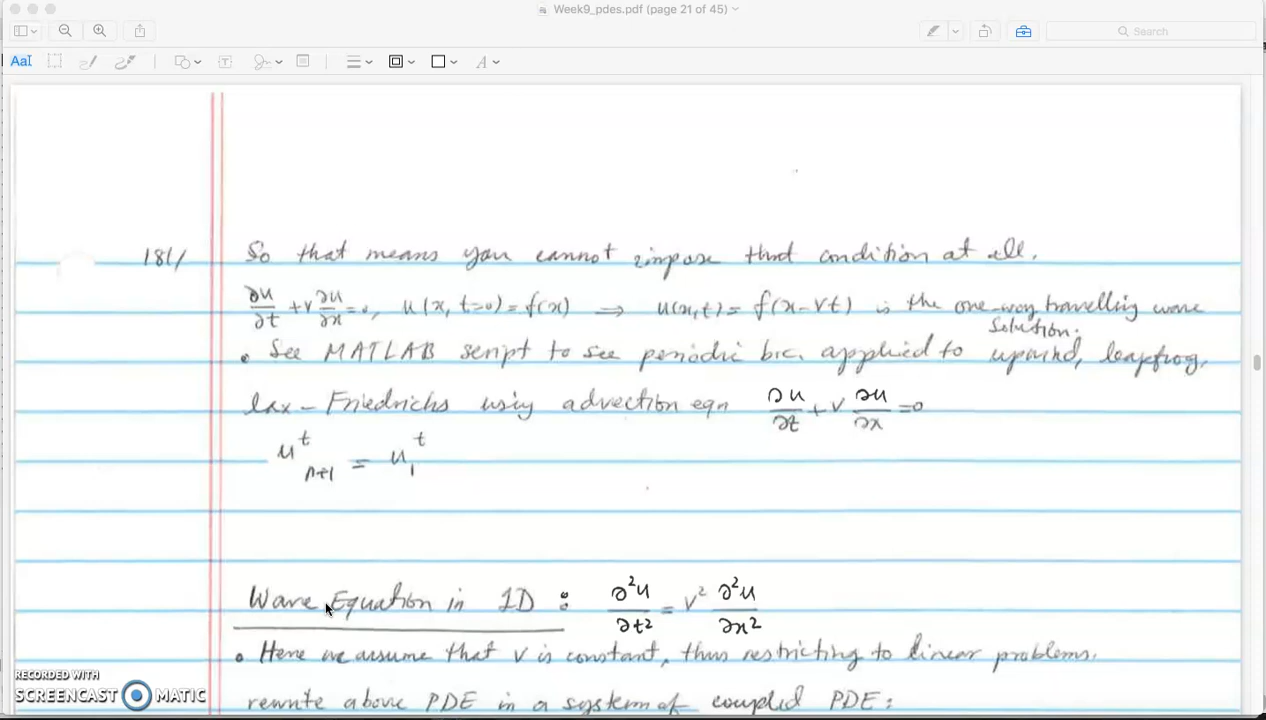 Week9_pdes.pdf (page 21 of 45)
Search
AaI
A
181/ So that means you cannot impose third condition at all.
∂u/∂t + v ∂u/∂x = 0, u(x, t=0) = f(x) ⟹ u(x,t) = f(x-vt) is the one-way travelling wave
solution.
• See MATLAB script to see periodic b.c. applied to upwind, leapfrog,
lax-Friedrichs using advection eqn ∂u/∂t + v ∂u/∂x = 0
u^t_{n+1} = u^t_1
Wave Equation in 1D : ∂²u/∂t² = v² ∂²u/∂x²
• Here we assume that v is constant, thus restricting to linear problems.
rewrite above PDE in a system of coupled PDE:
RECORDED WITH
SCREENCAST MATIC